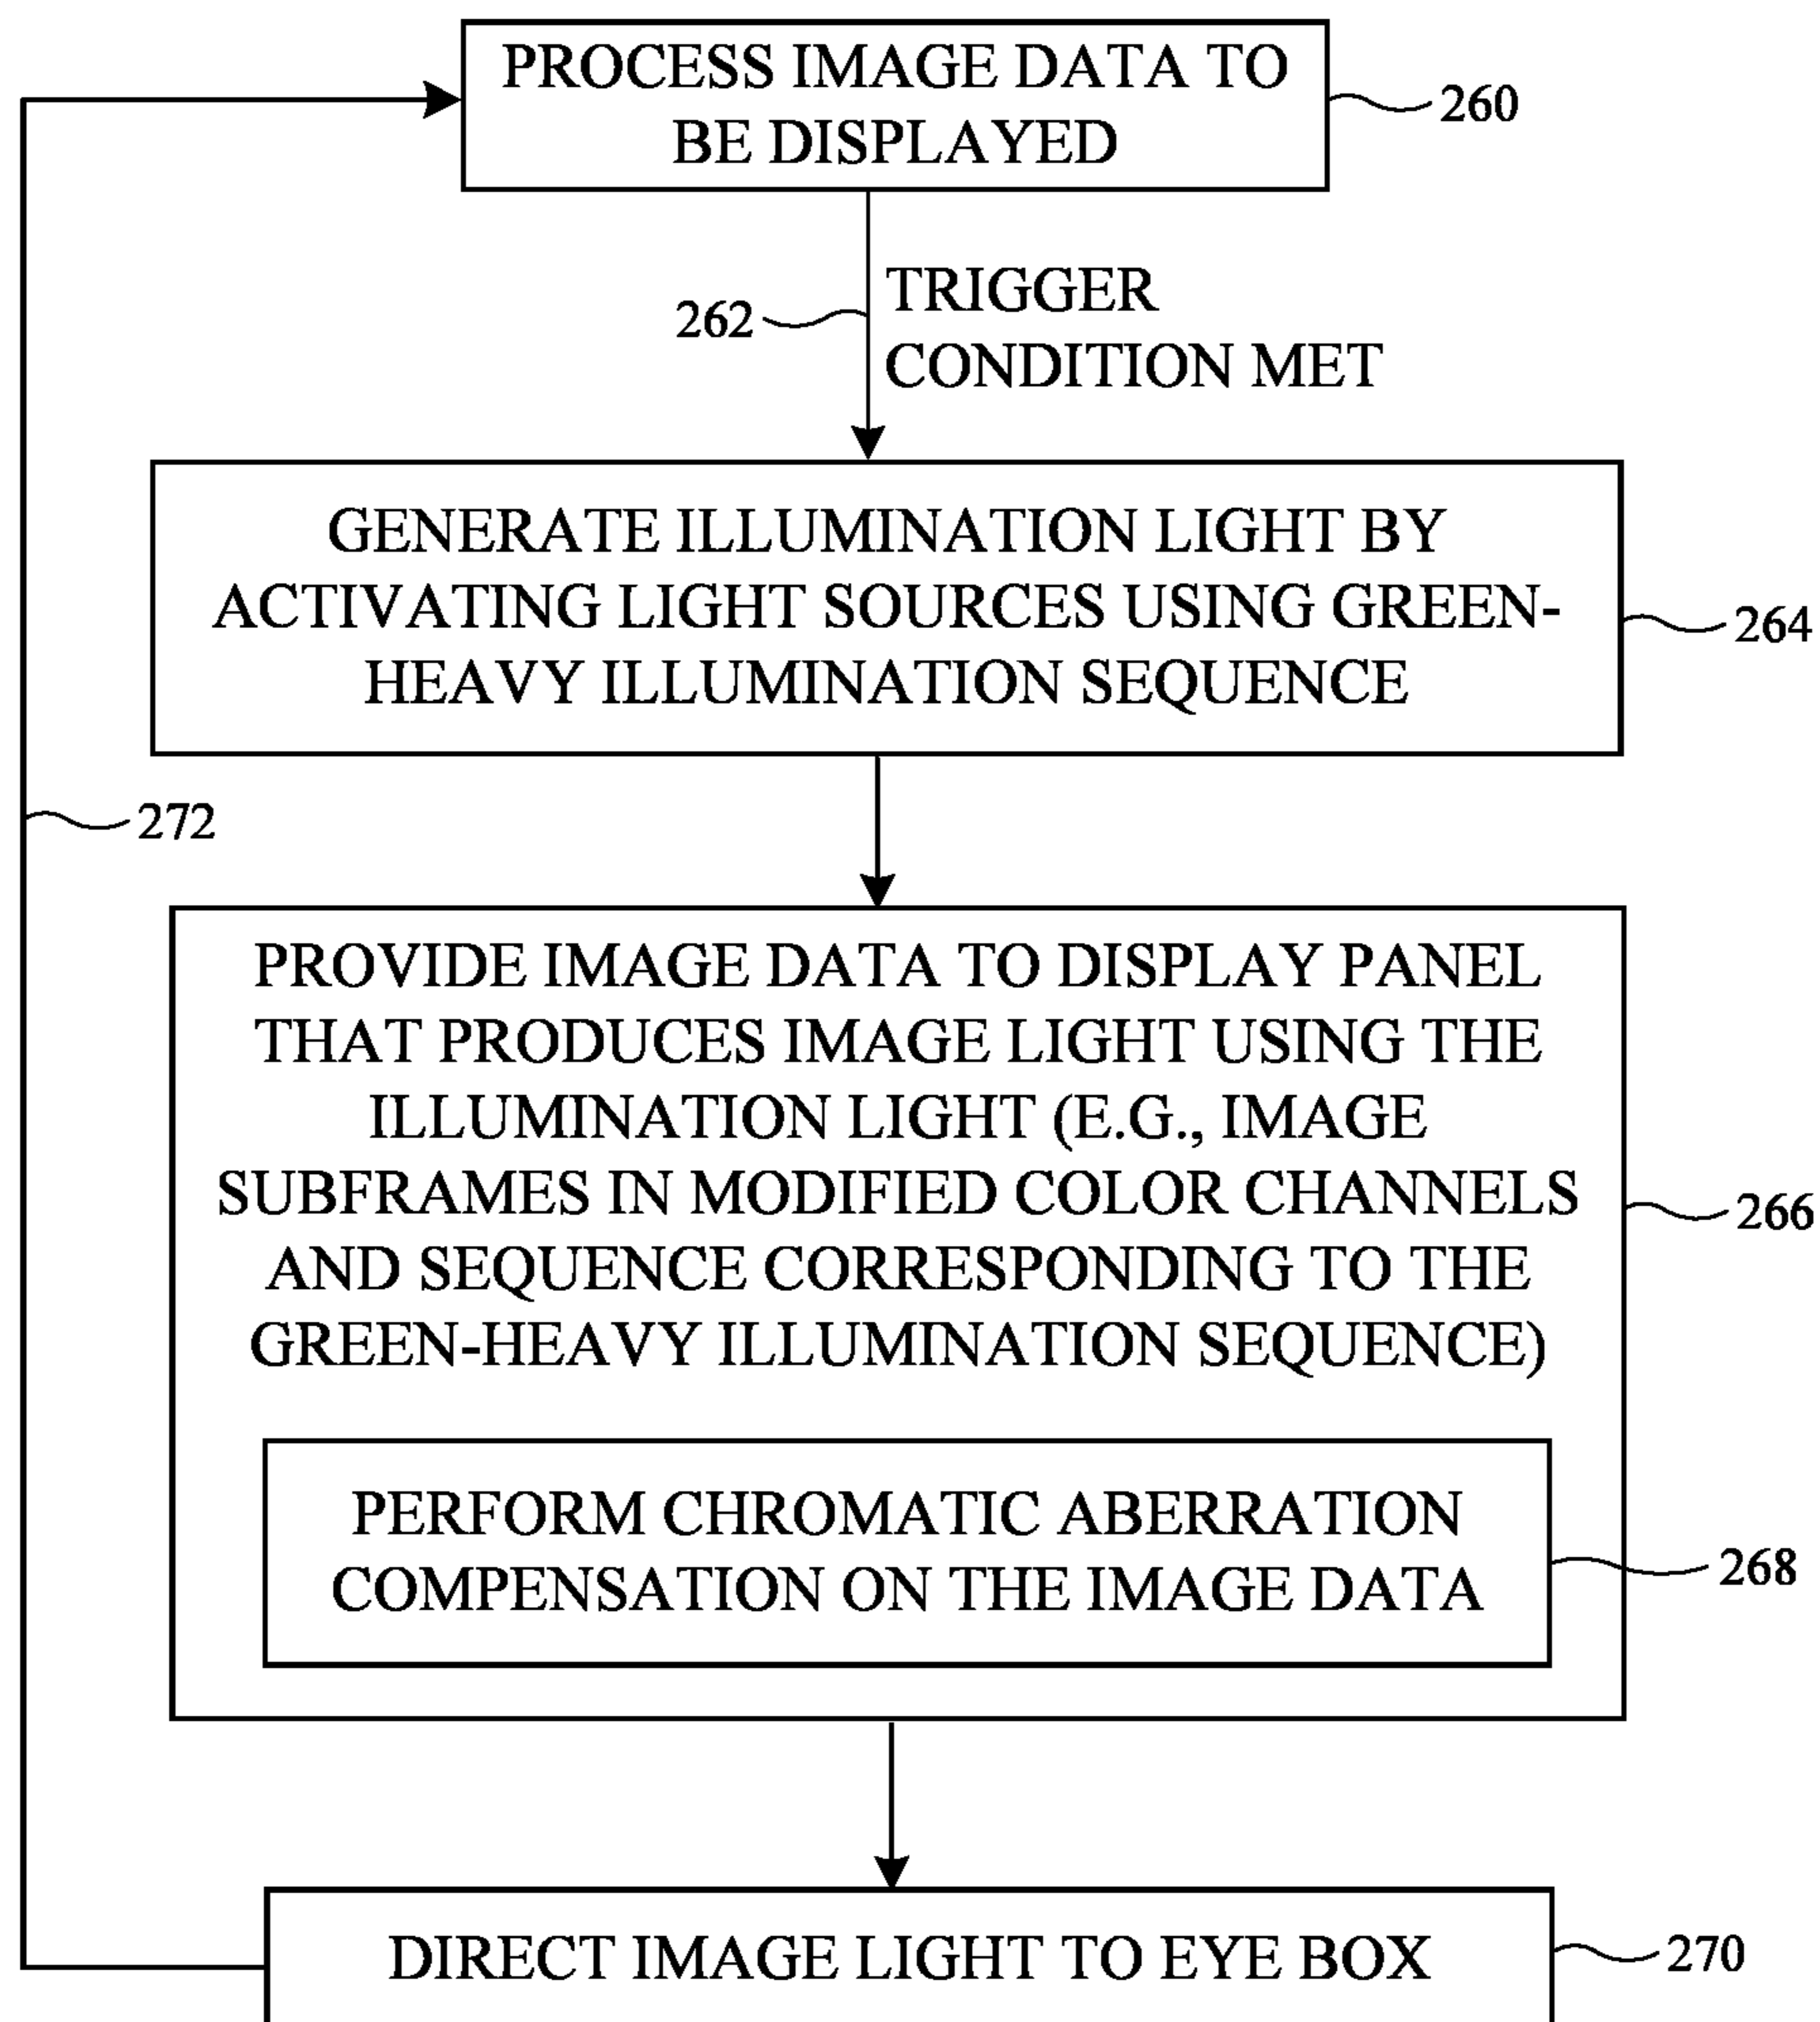 PROCESS IMAGE DATA TO
BE DISPLAYED
260
262
TRIGGER
CONDITION MET
GENERATE ILLUMINATION LIGHT BY
ACTIVATING LIGHT SOURCES USING GREEN-
HEAVY ILLUMINATION SEQUENCE
264
272
PROVIDE IMAGE DATA TO DISPLAY PANEL
THAT PRODUCES IMAGE LIGHT USING THE
ILLUMINATION LIGHT (E.G., IMAGE
SUBFRAMES IN MODIFIED COLOR CHANNELS
AND SEQUENCE CORRESPONDING TO THE
GREEN-HEAVY ILLUMINATION SEQUENCE)
266
PERFORM CHROMATIC ABERRATION
COMPENSATION ON THE IMAGE DATA
268
DIRECT IMAGE LIGHT TO EYE BOX
270